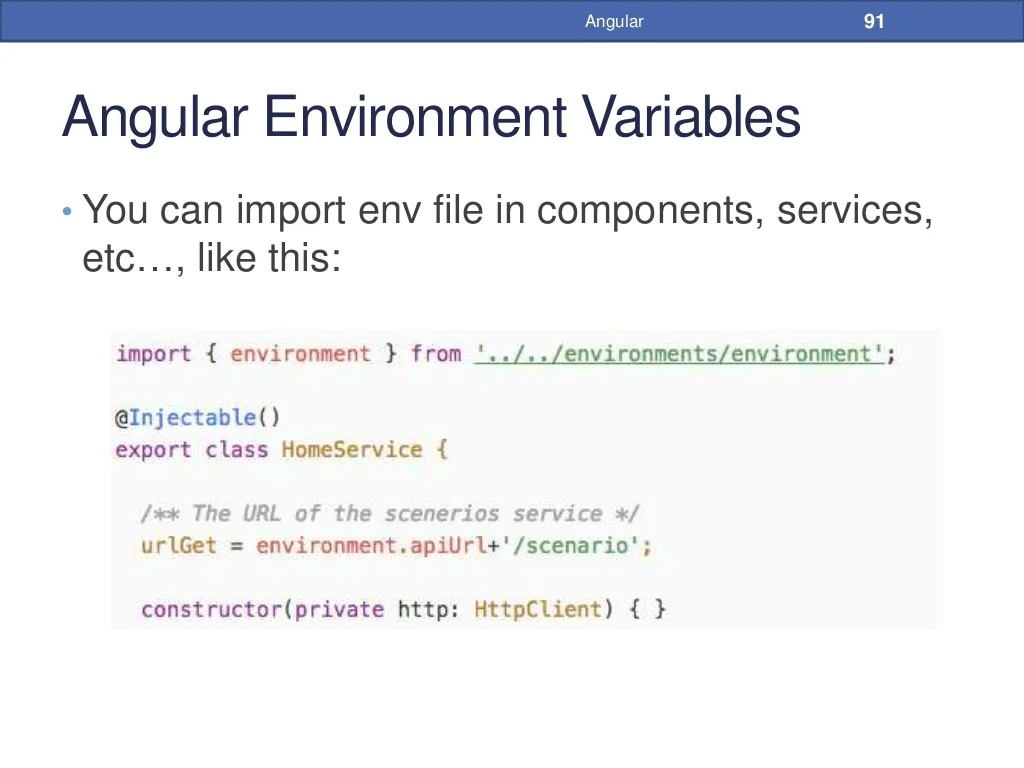 Angular 91
Angular Environment Variables
• You can import env file in components, services,
etc…, like this:
import { environment } from '../../environments/environment';
@Injectable()
export class HomeService {
/** The URL of the scenerios service */
urlGet = environment.apiUrl+'/scenario';
constructor(private http: HttpClient) { }